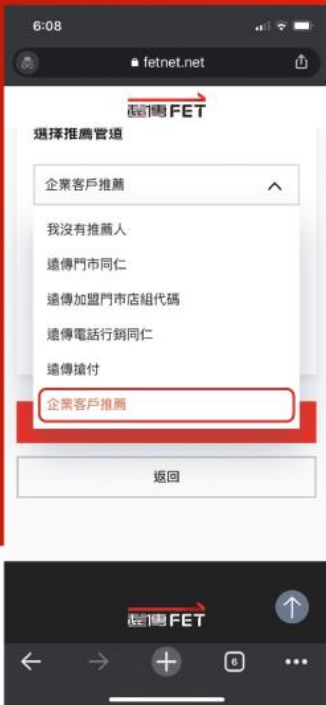 6:08
fetnet.net
遠傳FET
選擇推薦管道
企業客戶推薦
我沒有推薦人
遠傳門市同仁
遠傳加盟門市店組代碼
遠傳電話行銷同仁
遠傳搶付
企業客戶推薦
返回
遠傳FET
6